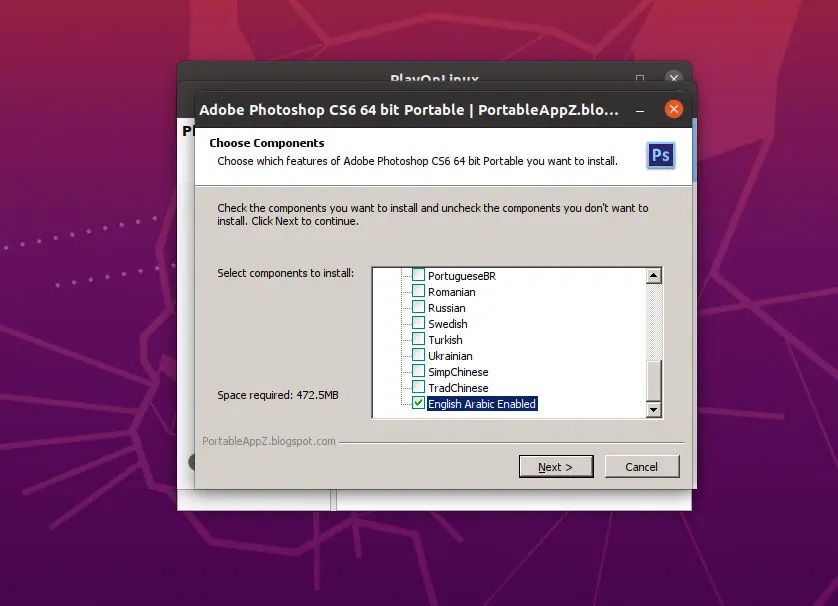 PlayOnLinux
Adobe Photoshop CS6 64 bit Portable | PortableAppZ.blo...
Choose Components
Choose which features of Adobe Photoshop CS6 64 bit Portable you want to install.
Ps
Check the components you want to install and uncheck the components you don't want to
install. Click Next to continue.
Select components to install:
PortugueseBR
Romanian
Russian
Swedish
Turkish
Ukrainian
SimpChinese
TradChinese
English Arabic Enabled
Space required: 472.5MB
PortableAppZ.blogspot.com
Next >
Cancel